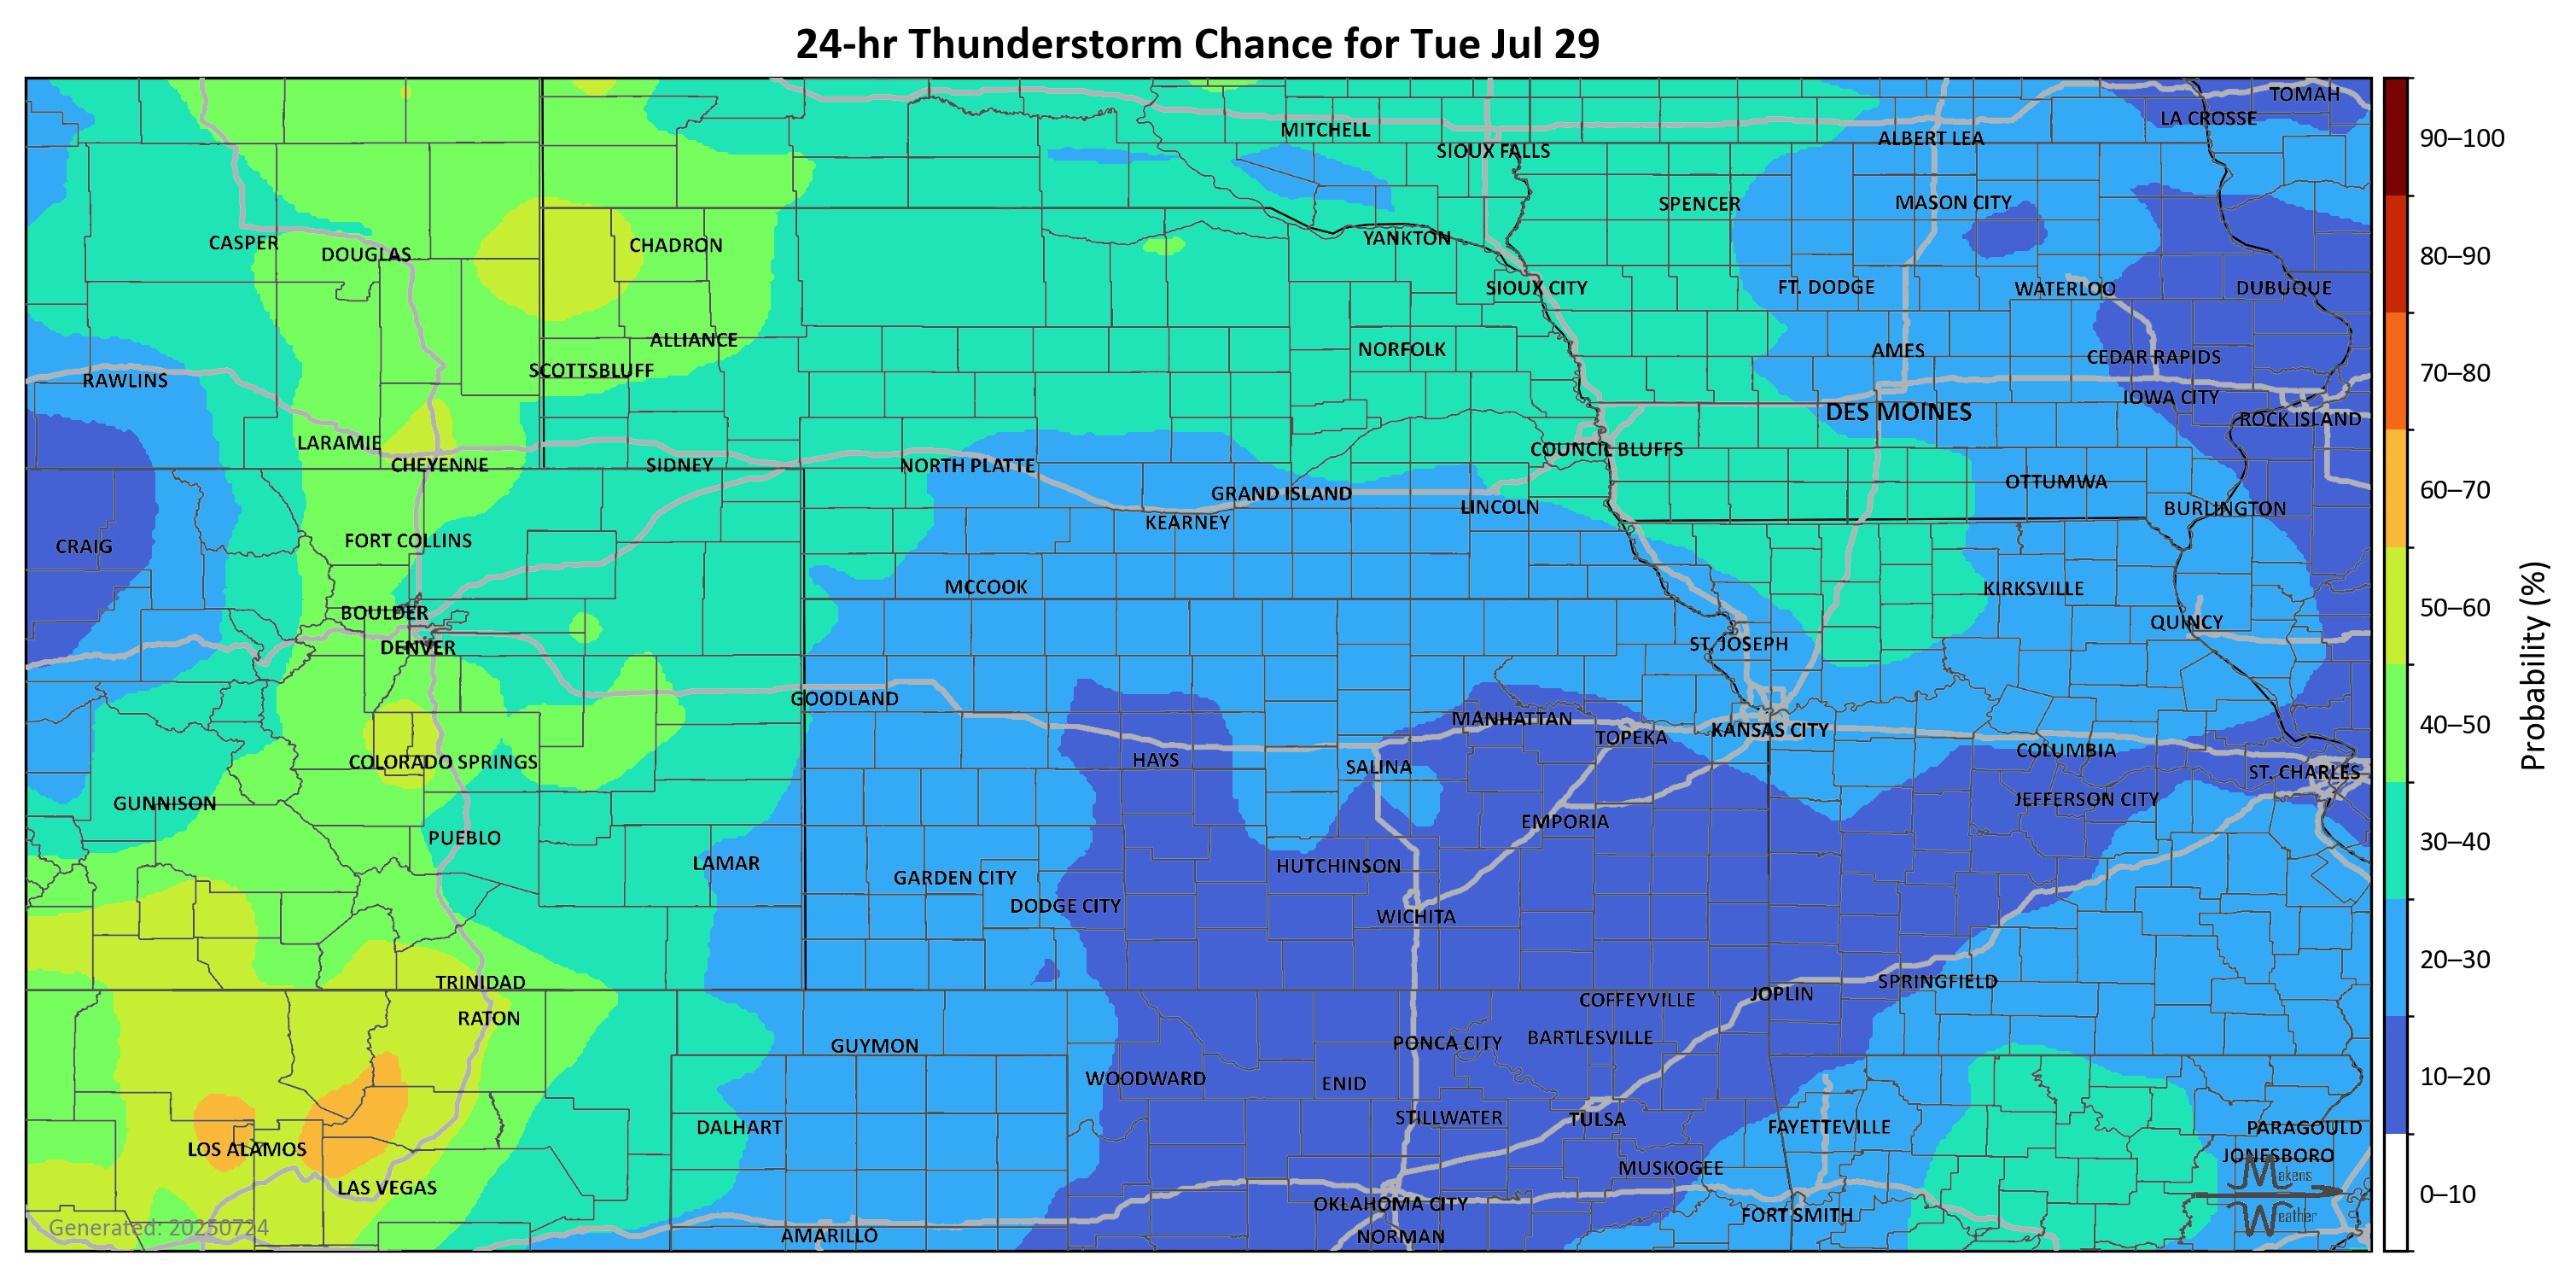 24-hr Thunderstorm Chance for Tue Jul 29
TOMAH
LA CROSSE
MITCHELL
ALBERT LEA
90–100
SIOUX FALLS
SPENCER
MASON CITY
CASPER
DOUGLAS
CHADRON
YANKTON
80–90
SIOUX CITY
FT. DODGE
WATERLOO
DUBUQUE
ALLIANCE
NORFOLK
AMES
CEDAR RAPIDS
SCOTTSBLUFF
70–80
RAWLINS
IOWA CITY
DES MOINES
ROCK ISLAND
LARAMIE
COUNCIL BLUFFS
CHEYENNE
SIDNEY
NORTH PLATTE
OTTUMWA
60–70
GRAND ISLAND
LINCOLN
BURLINGTON
KEARNEY
CRAIG
FORT COLLINS
MCCOOK
KIRKSVILLE
50–60
BOULDER
QUINCY
DENVER
ST. JOSEPH
GOODLAND
MANHATTAN
KANSAS CITY
TOPEKA
40–50
COLORADO SPRINGS
HAYS
SALINA
COLUMBIA
ST. CHARLES
GUNNISON
JEFFERSON CITY
PUEBLO
EMPORIA
30–40
LAMAR
HUTCHINSON
GARDEN CITY
DODGE CITY
WICHITA
20–30
TRINIDAD
SPRINGFIELD
JOPLIN
COFFEYVILLE
RATON
GUYMON
PONCA CITY
BARTLESVILLE
WOODWARD
ENID
10–20
DALHART
STILLWATER
TULSA
FAYETTEVILLE
PARAGOULD
LOS ALAMOS
JONESBORO
MUSKOGEE
Makens
LAS VEGAS
0–10
OKLAHOMA CITY
FORT SMITH
Weather
Generated: 20250724
AMARILLO
NORMAN
Probability (%)